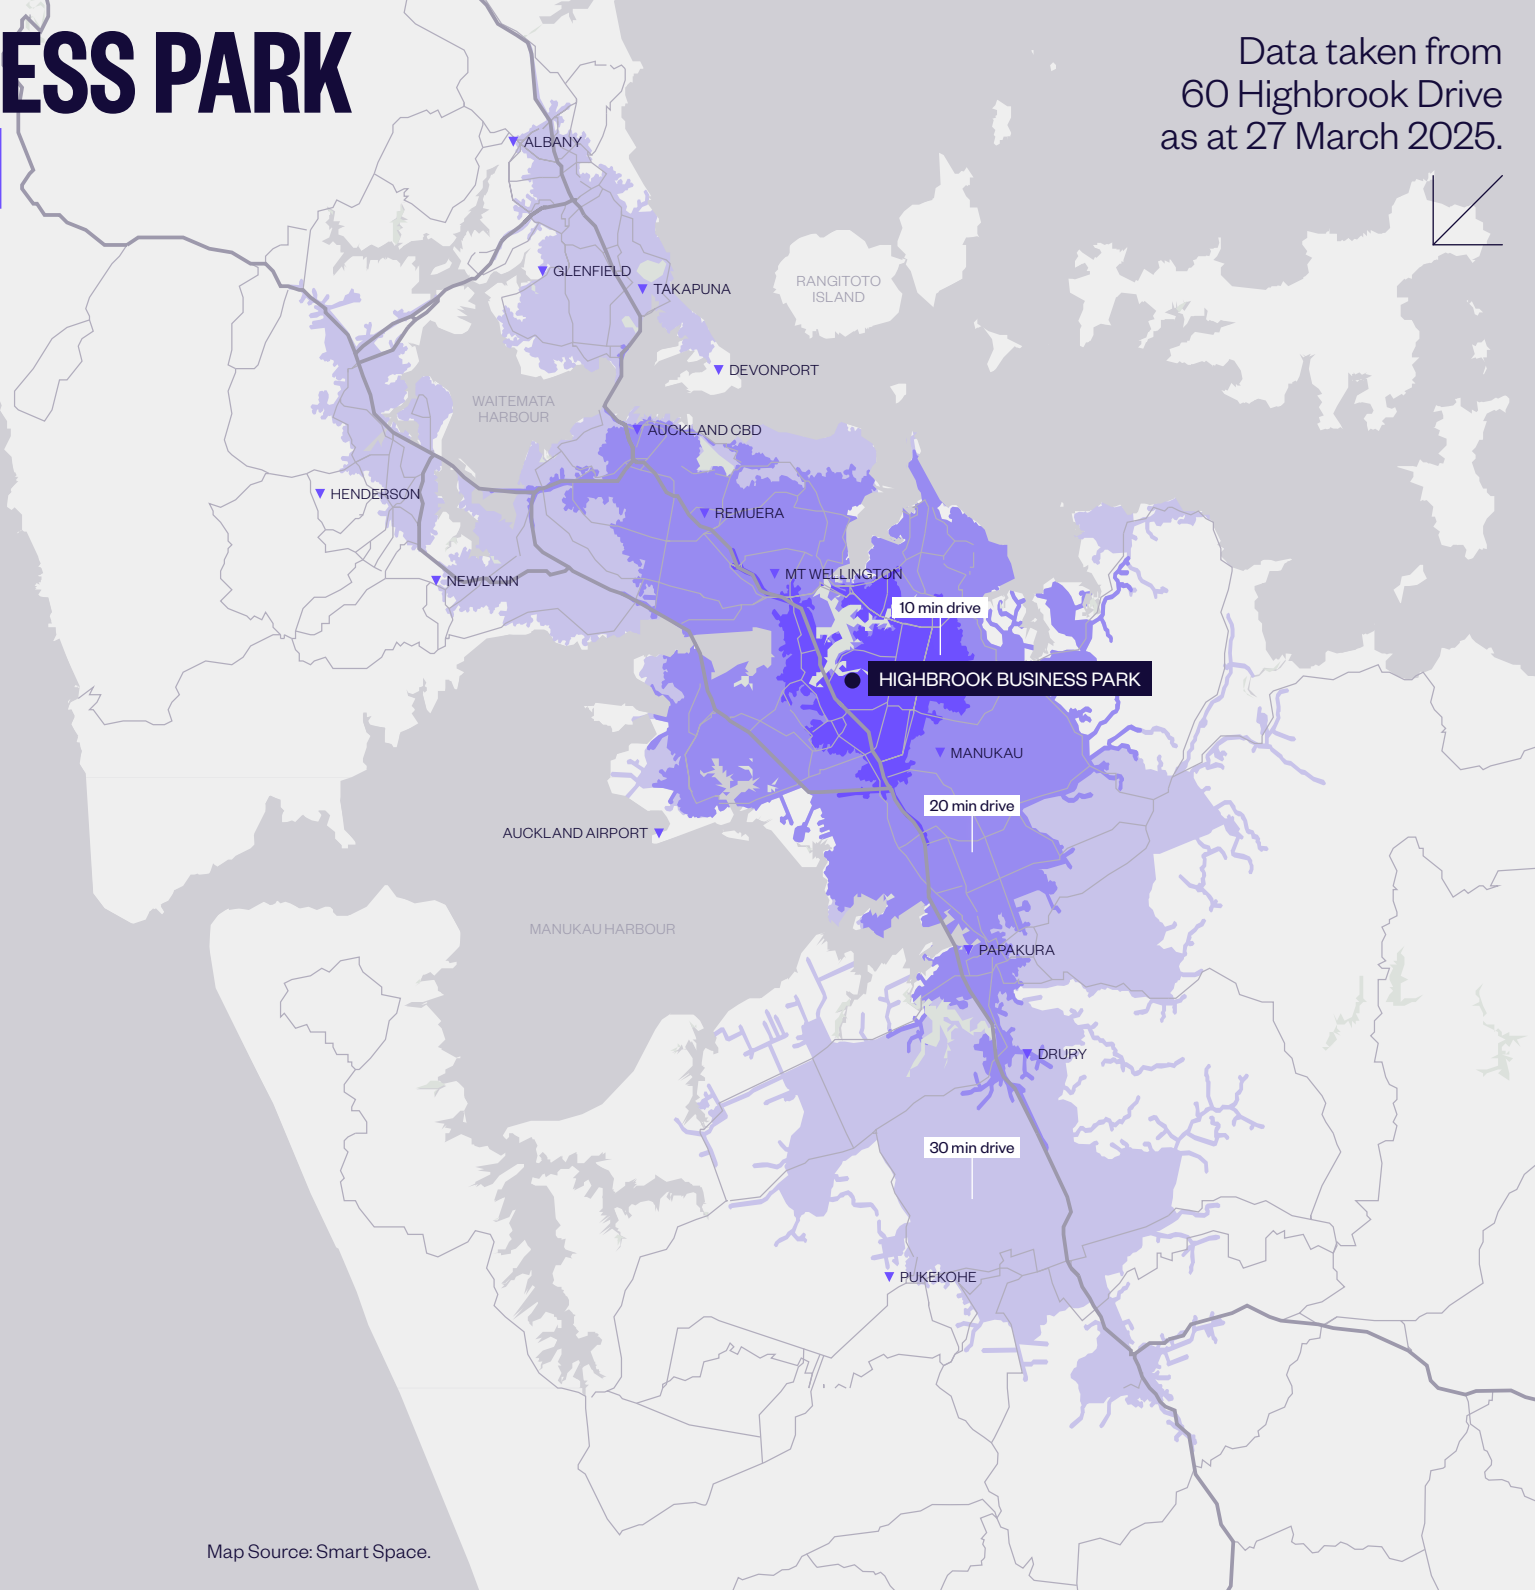 ESS PARK
Data taken from
60 Highbrook Drive
as at 27 March 2025.
ALBANY
GLENFIELD
TAKAPUNA
RANGITOTO
ISLAND
DEVONPORT
WAITEMATA
HARBOUR
AUCKLAND CBD
HENDERSON
REMUERA
MT WELLINGTON
NEW LYNN
10 min drive
HIGHBROOK BUSINESS PARK
MANUKAU
20 min drive
AUCKLAND AIRPORT
MANUKAU HARBOUR
PAPAKURA
DRURY
30 min drive
PUKEKOHE
Map Source: Smart Space.